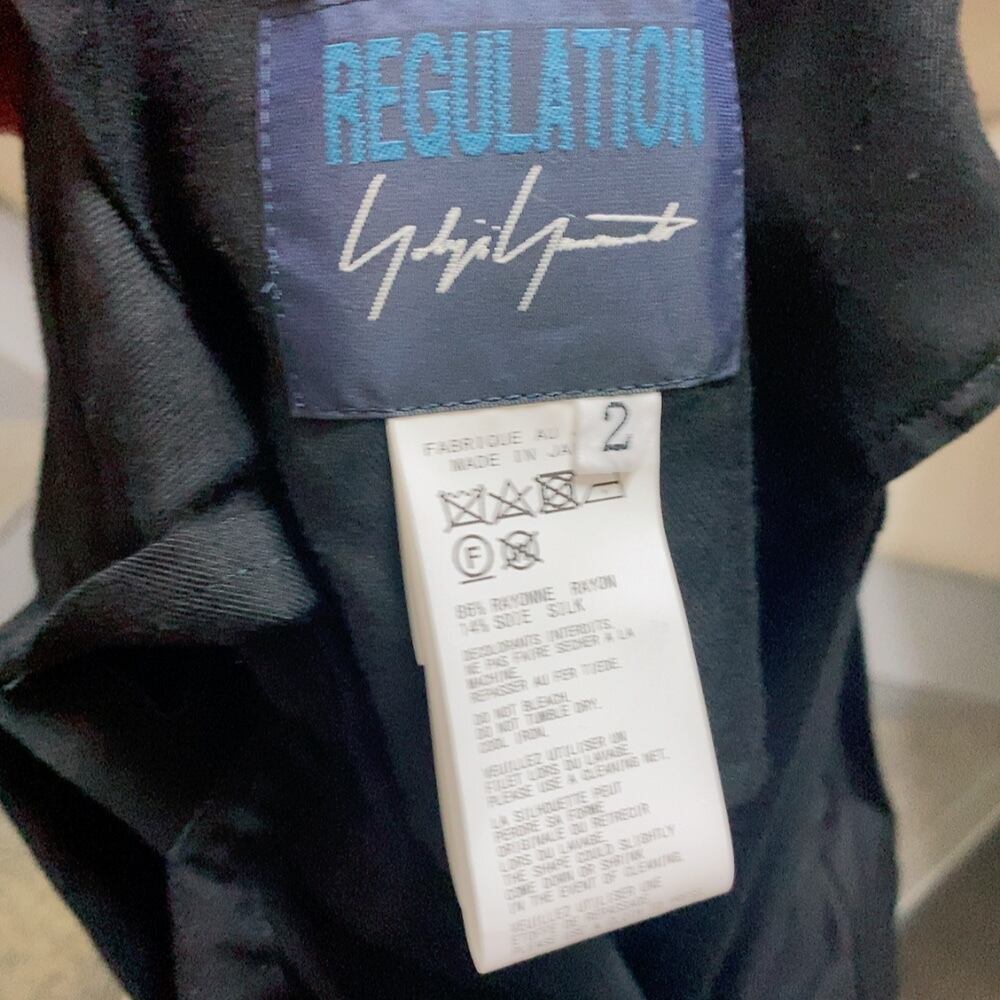 REGULATION
Yohji Yamamoto
2
FABRIQUE AU
MADE IN JA
F
86% RAYONNE RAYON
14% SOIE SILK
DECOLORANTS INTERDITS.
NE PAS FAIRE SECHER A LA
MACHINE.
REPASSER AU FER TIEDE.
DO NOT BLEACH.
DO NOT TUMBLE DRY.
COOL IRON.
VEUILLEZ UTILISER UN
FILET LORS DU LAVAGE.
PLEASE USE A CLEANING NET.
LA SILHOUETTE PEUT
PERDRE SA FORME
ORIGINALE OU RETRECIR
LORS DU LAVAGE.
THE SHAPE COULD SLIGHTLY
COME DOWN OR SHRINK
IN THE EVENT OF CLEANING.
VEUILLEZ UTILISER UNE